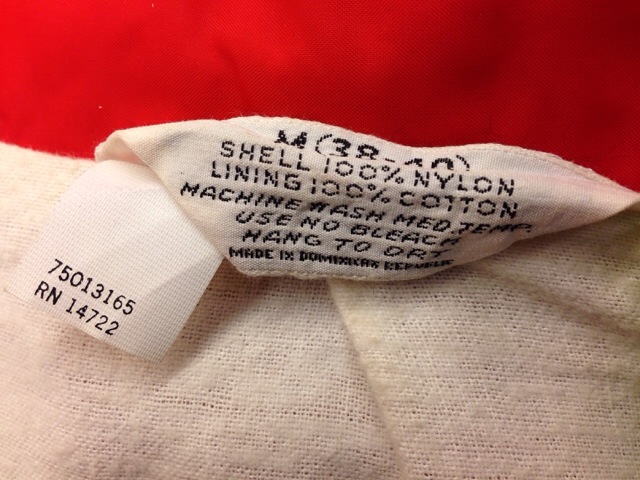 M (38-40)
SHELL 100% NYLON
LINING 100% COTTON
MACHINE WASH MED. TEMP.
USE NO BLEACH
HANG TO DRY
MADE IN DOMINICAN REPUBLIC
75013165
RN 14722